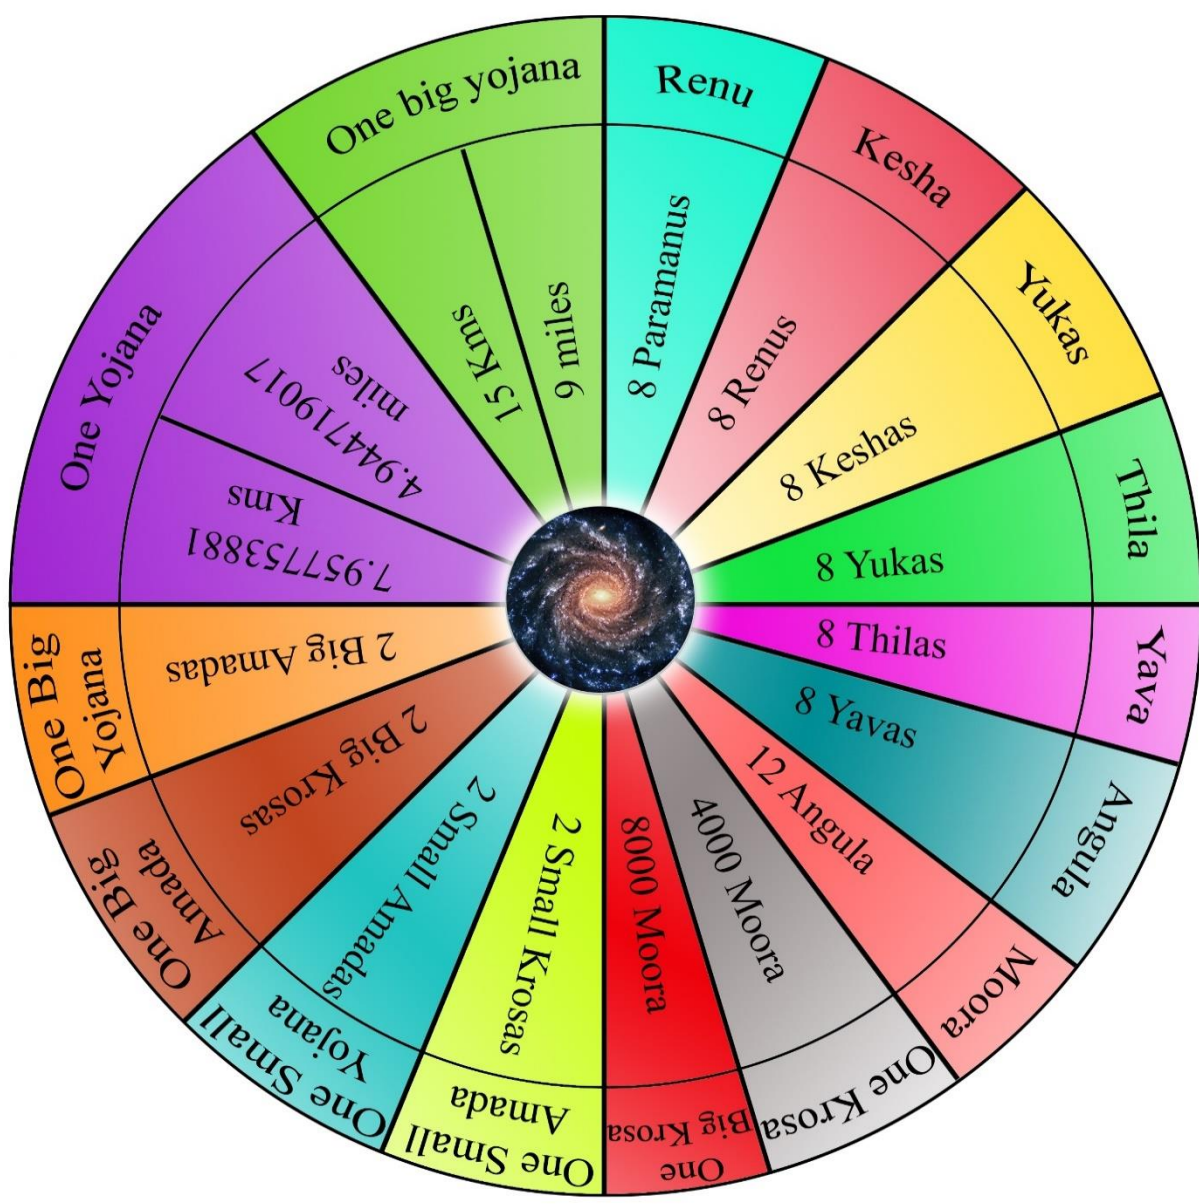 Renu
8 Paramanus
Kesha
8 Renus
Yukas
8 Keshas
Thila
8 Yukas
Yava
8 Thilas
Angula
8 Yavas
Moora
12 Angula
One Krosa
4000 Moora
One
Big Krosa
8000 Moora
One Small
Amada
2 Small Krosas
One Small
Yojana
2 Small Amadas
One Big
Amada
2 Big Krosas
One Big
Yojana
2 Big Amadas
One Yojana
7.957753881
Kms
4.944719017
miles
One big yojana
15 Kms
9 miles